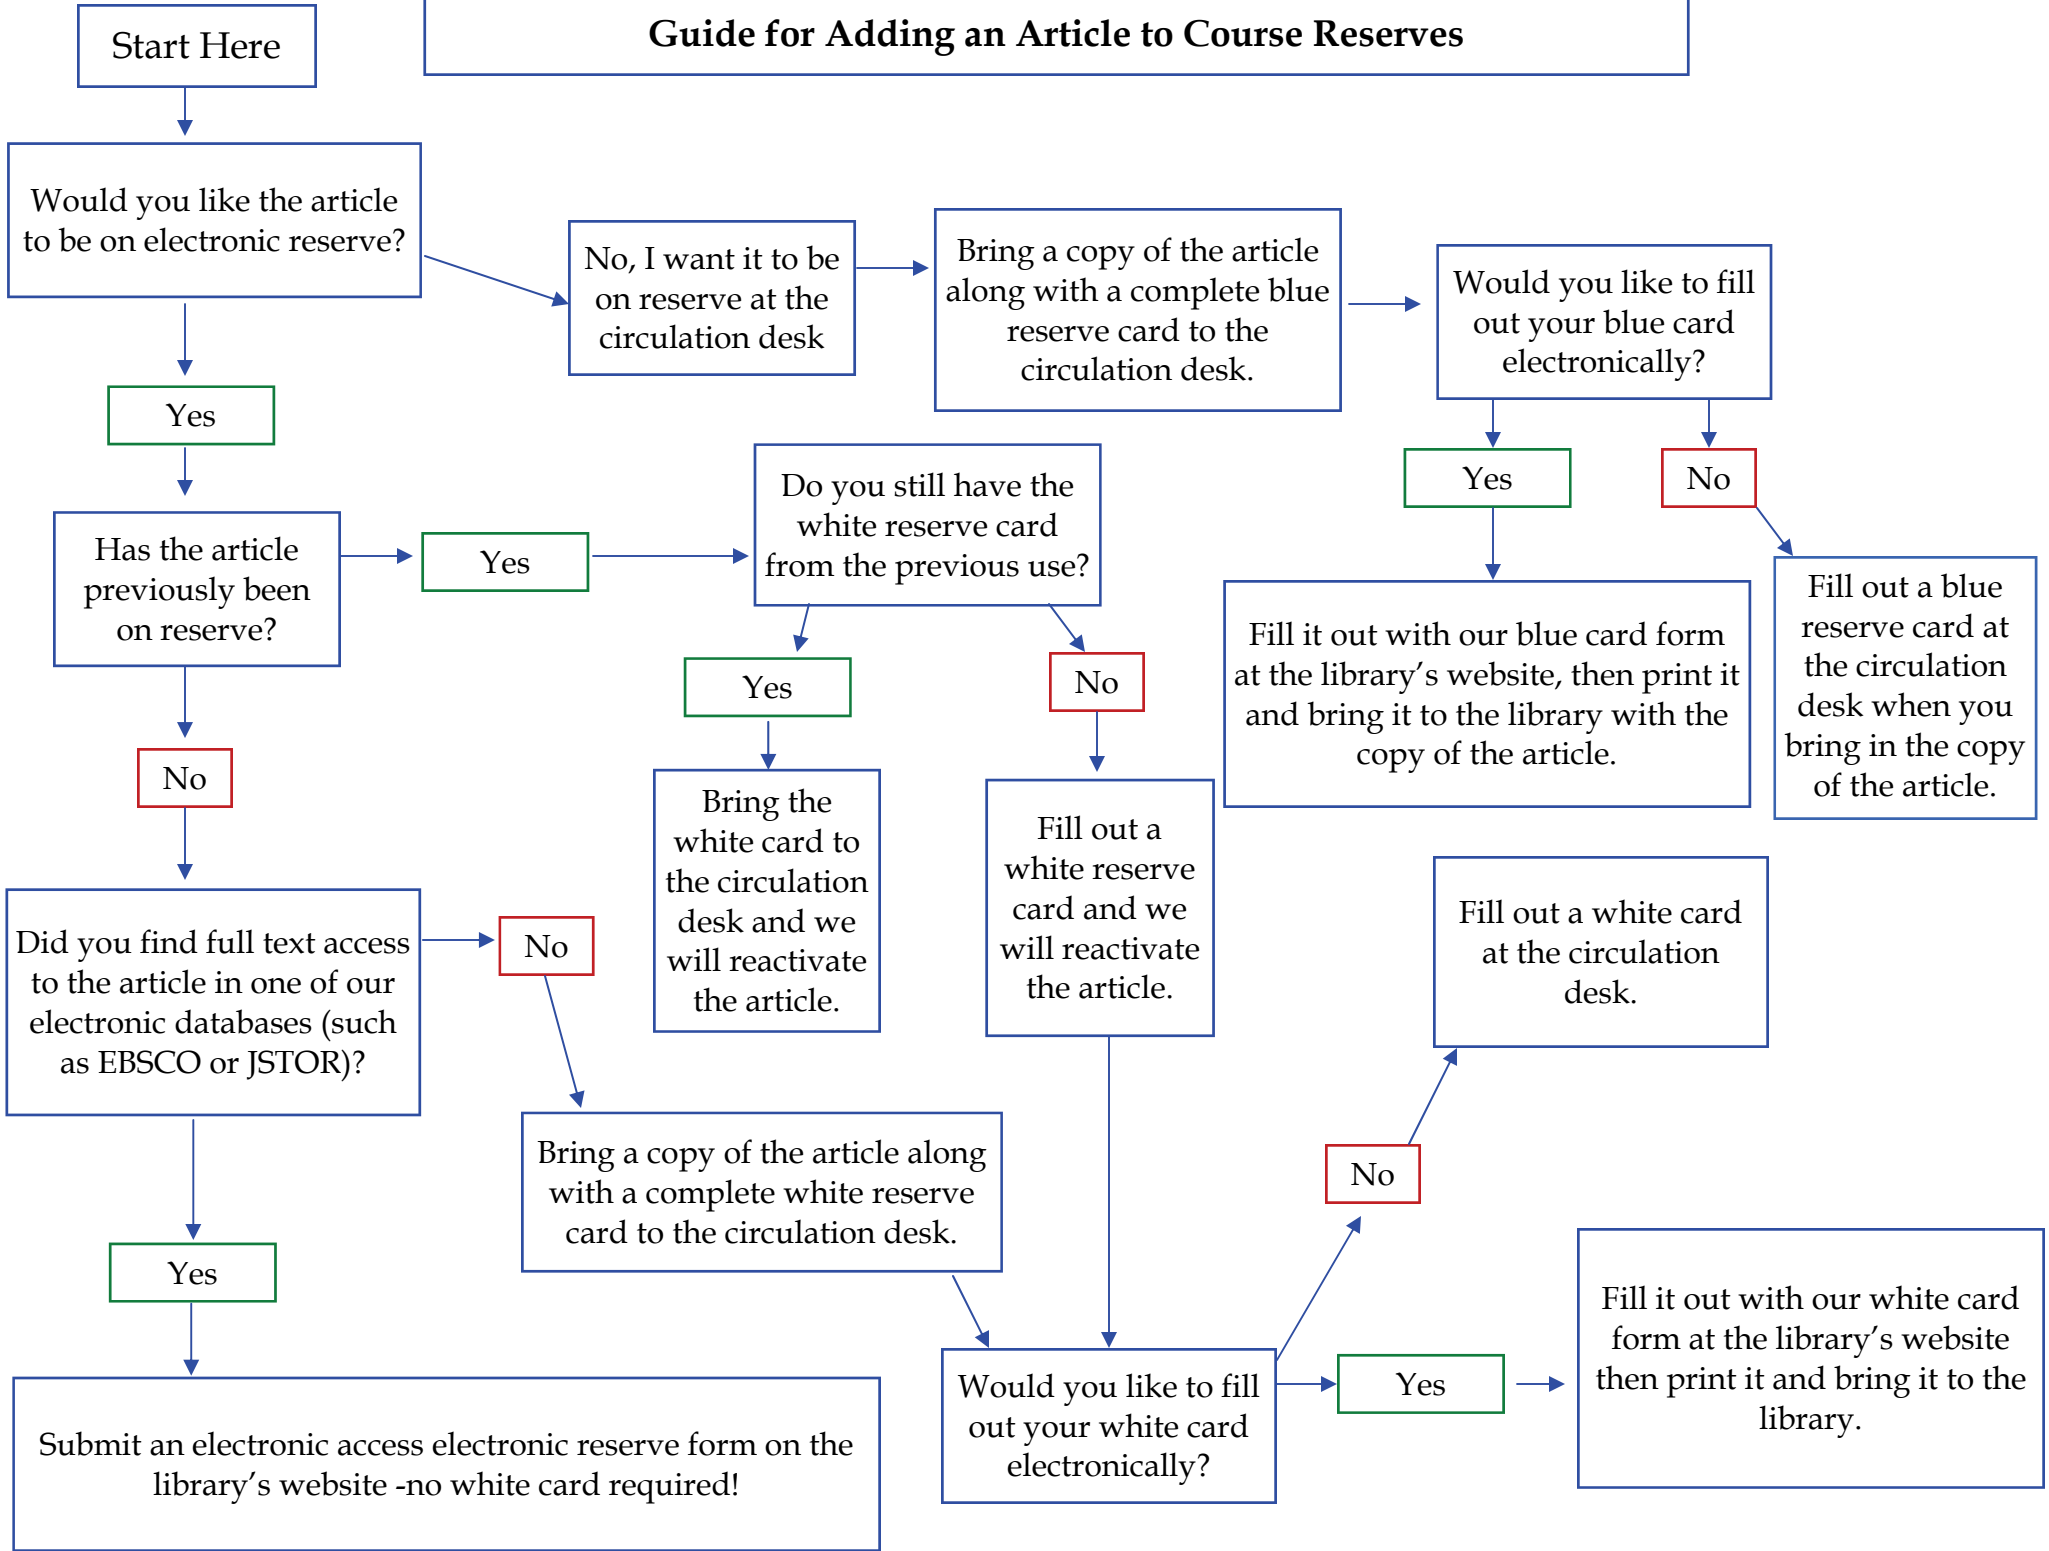 Guide for Adding an Article to Course Reserves
Start Here
Would you like the article
to be on electronic reserve?
No, I want it to be
on reserve at the
circulation desk
Bring a copy of the article
along with a complete blue
reserve card to the
circulation desk.
Would you like to fill
out your blue card
electronically?
Yes
No
Fill it out with our blue card form
at the library’s website, then print it
and bring it to the library with the
copy of the article.
Fill out a blue
reserve card at
the circulation
desk when you
bring in the copy
of the article.
Yes
Has the article
previously been
on reserve?
Yes
Do you still have the
white reserve card
from the previous use?
Yes
No
Bring the
white card to
the circulation
desk and we
will reactivate
the article.
Fill out a
white reserve
card and we
will reactivate
the article.
No
Did you find full text access
to the article in one of our
electronic databases (such
as EBSCO or JSTOR)?
No
Bring a copy of the article along
with a complete white reserve
card to the circulation desk.
Yes
Submit an electronic access electronic reserve form on the
library’s website -no white card required!
Would you like to fill
out your white card
electronically?
No
Fill out a white card
at the circulation
desk.
Yes
Fill it out with our white card
form at the library’s website
then print it and bring it to the
library.